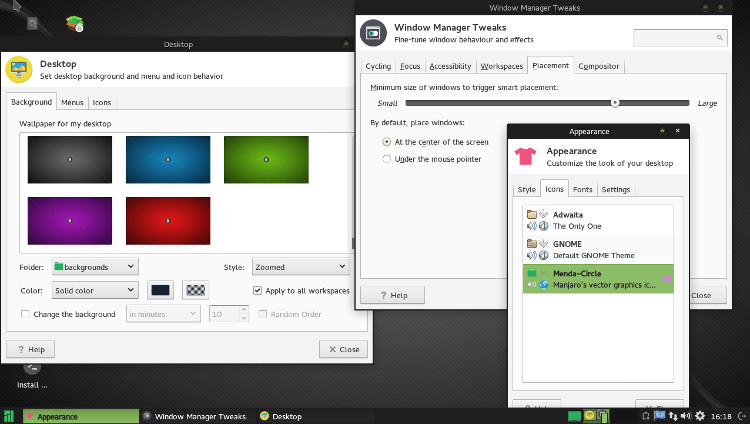 Window Manager Tweaks
Window Manager Tweaks
Fine-tune window behaviour and effects
Cycling Focus Accessibility Workspaces Placement Compositor
Minimum size of windows to trigger smart placement:
Small Large
By default, place windows:
At the center of the screen
Under the mouse pointer
Help
Close
Desktop
Desktop
Set desktop background and menu and icon behavior
Background Menus Icons
Wallpaper for my desktop
Folder: backgrounds Style: Zoomed
Color: Solid color Apply to all workspaces
Change the background in minutes: 10 Random Order
Help Close
Appearance
Appearance
Customize the look of your desktop
Style Icons Fonts Settings
Adwaita
The Only One
GNOME
Default GNOME Theme
Menda-Circle
Manjaro's vector graphics ic...
Install ...
Appearance Window Manager Tweaks Desktop 16:18